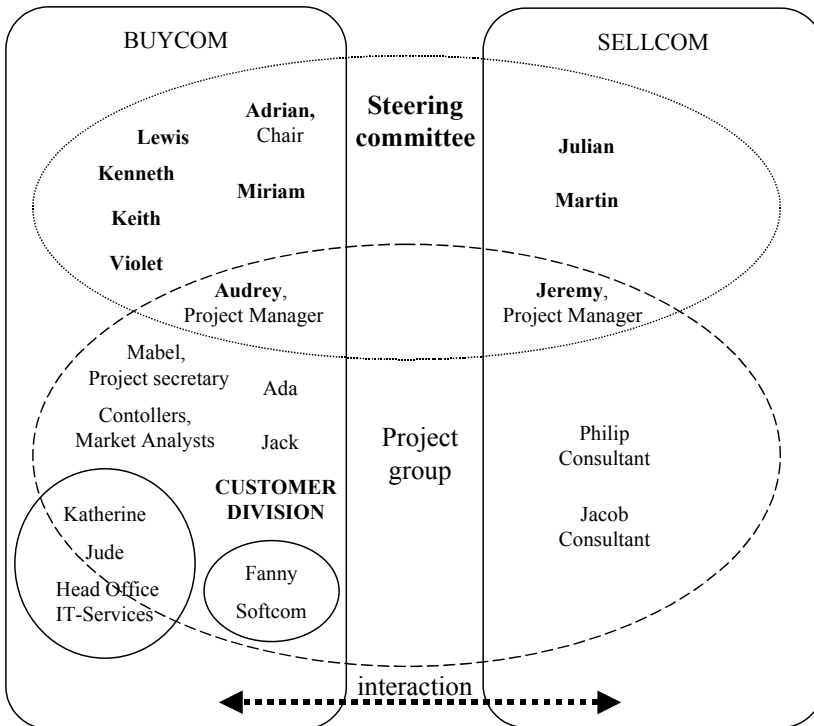 BUYCOM
SELLCOM
Adrian,
Chair
Lewis
Kenneth
Miriam
Keith
Violet
Steering
committee
Julian
Martin
Audrey,
Project Manager
Jeremy,
Project Manager
Mabel,
Project secretary
Ada
Contollers,
Market Analysts
Jack
Project
group
Philip
Consultant
Jacob
Consultant
CUSTOMER
DIVISION
Katherine
Jude
Head Office
IT-Services
Fanny
Softcom
interaction